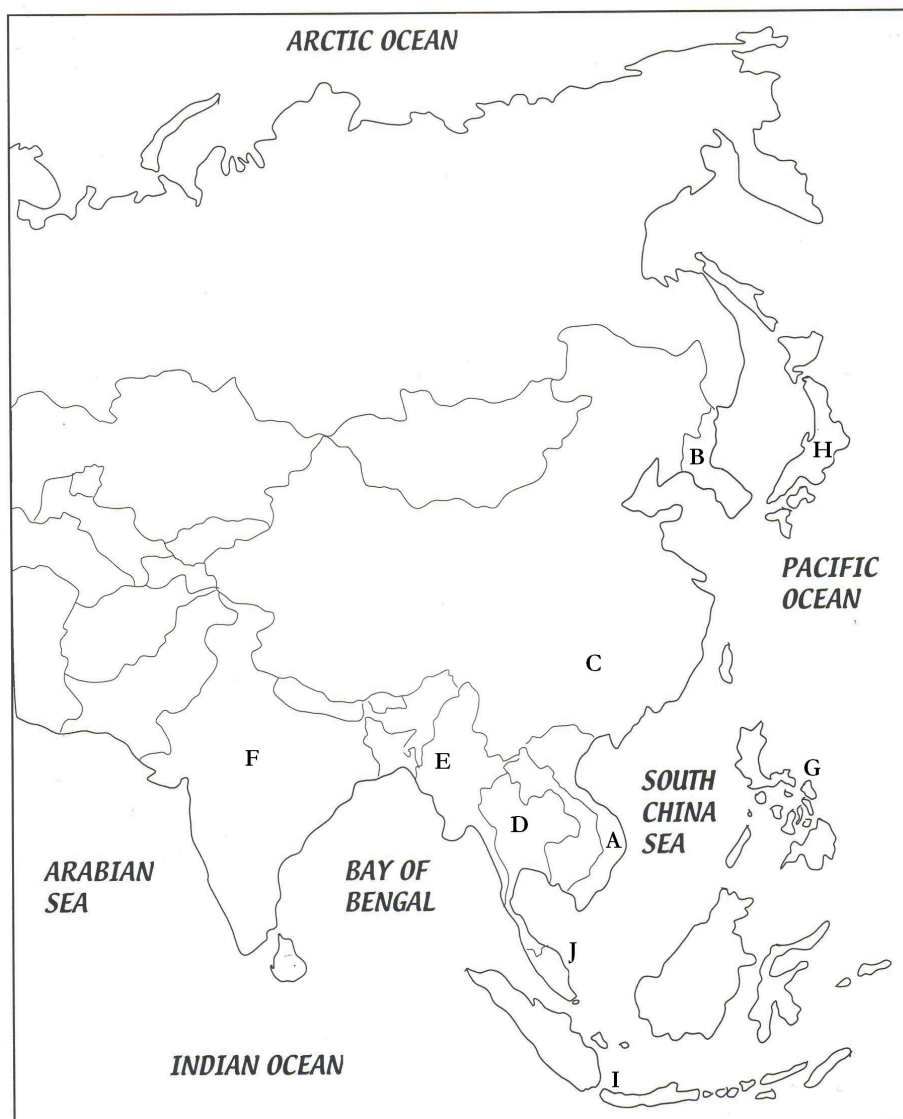 ARCTIC OCEAN
B
H
PACIFIC
OCEAN
C
F
E
G
SOUTH
CHINA
SEA
D
A
ARABIAN
SEA
BAY OF
BENGAL
J
INDIAN OCEAN
I